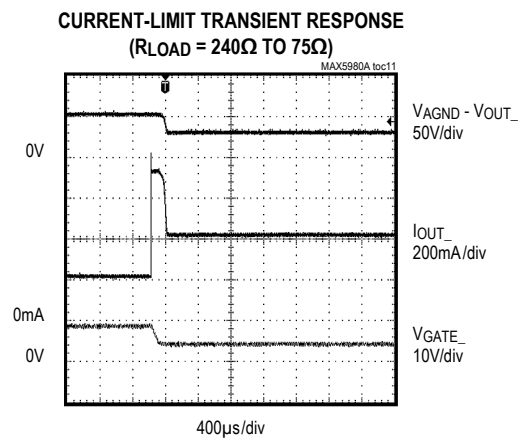 CURRENT-LIMIT TRANSIENT RESPONSE
(RLOAD = 240Ω TO 75Ω)
MAX5980A toc11
T
VAGND - VOUT_
50V/div
0V
IOUT_
200mA/div
0mA
VGATE_
10V/div
0V
400µs/div